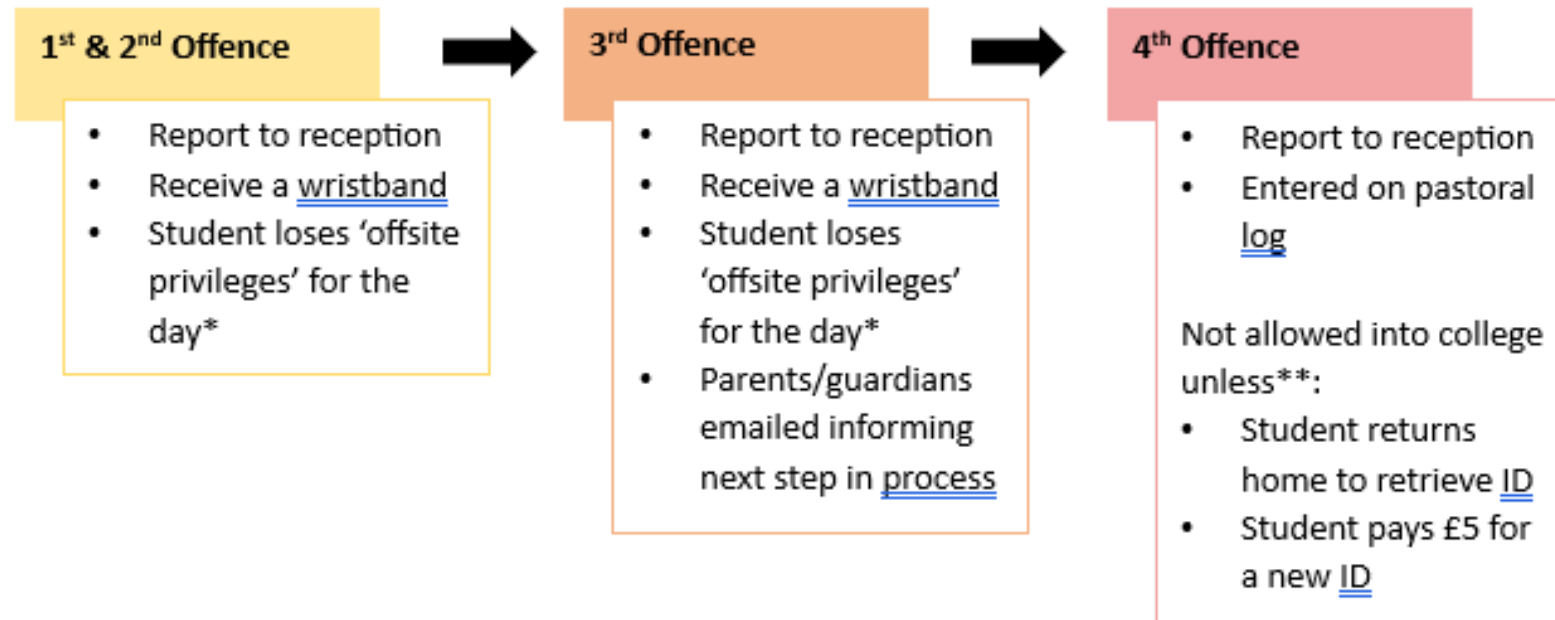 1st & 2nd Offence
• Report to reception
• Receive a wristband
• Student loses ‘offsite
privileges’ for the
day*
3rd Offence
• Report to reception
• Receive a wristband
• Student loses
‘offsite privileges’
for the day*
• Parents/guardians
emailed informing
next step in process
4th Offence
• Report to reception
• Entered on pastoral
log
Not allowed into college
unless**:
• Student returns
home to retrieve ID
• Student pays £5 for
a new ID